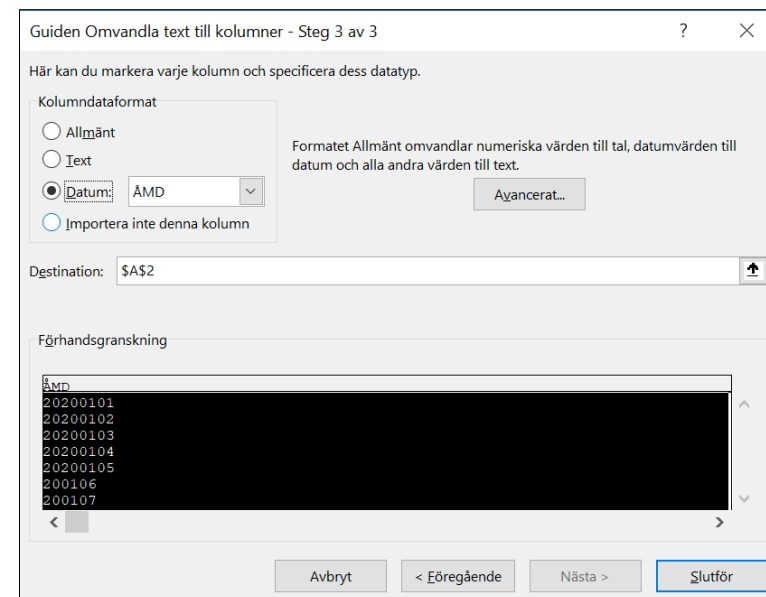 Guiden Omvandla text till kolumner - Steg 3 av 3
?
Här kan du markera varje kolumn och specificera dess datatyp.
Kolumndataformat
Allmänt
Text
Datum: ÅMD
Importera inte denna kolumn
Formatet Allmänt omvandlar numeriska värden till tal, datumvärden till
datum och alla andra värden till text.
Avancerat...
Destination: $A$2
Förhandsgranskning
ÅMD
20200101
20200102
20200103
20200104
20200105
200106
200107
Avbryt
< Föregående
Nästa >
Slutför